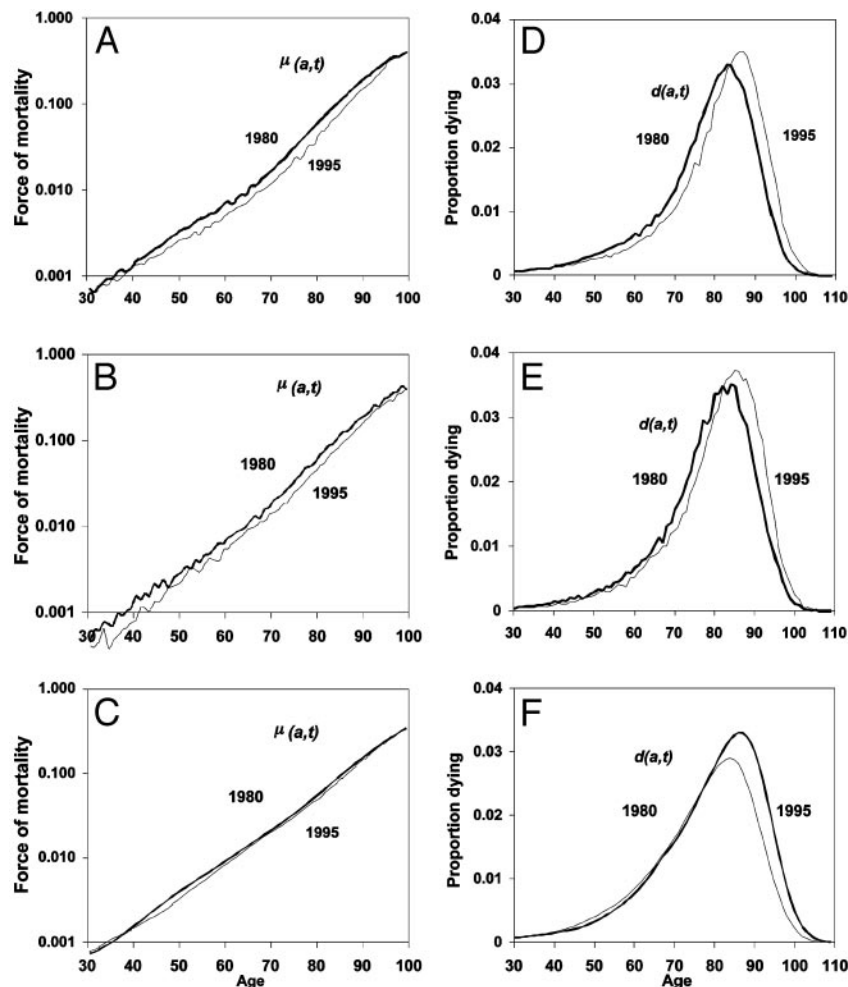 A
μ (a,t)
1980
1995
Force of mortality
1.000
0.100
0.010
0.001
30 40 50 60 70 80 90 100
D
d(a,t)
1980
1995
Proportion dying
0.04
0.03
0.02
0.01
0
30 40 50 60 70 80 90 100 110
B
μ (a,t)
1980
1995
Force of mortality
1.000
0.100
0.010
0.001
30 40 50 60 70 80 90 100
E
d(a,t)
1980
1995
Proportion dying
0.04
0.03
0.02
0.01
0
30 40 50 60 70 80 90 100 110
C
μ (a,t)
1980
1995
Force of mortality
1.000
0.100
0.010
0.001
30 40 50 60 70 80 90 100
Age
F
d(a,t)
1980
1995
Proportion dying
0.04
0.03
0.02
0.01
0
30 40 50 60 70 80 90 100 110
Age